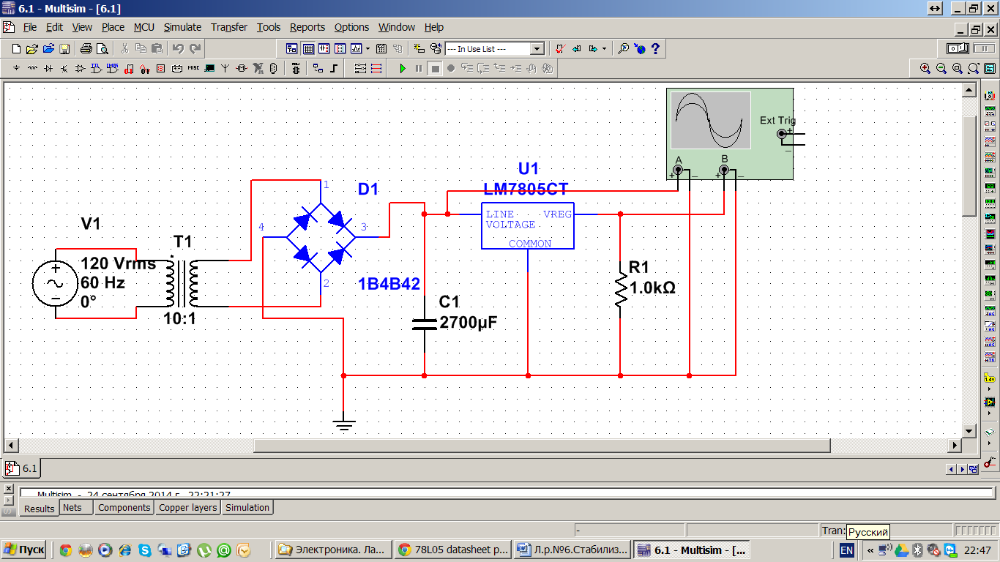 6.1 - Multisim - [6.1]
File Edit View Place MCU Simulate Transfer Tools Reports Options Window Help
--- In Use List ---
MISC
Ext Trig
+
_
A
B
+ _ + _
U1
LM7805CT
D1
1
LINE
VOLTAGE
VREG
COMMON
4
3
2
1B4B42
V1
T1
120 Vrms
60 Hz
0°
10:1
R1
1.0kΩ
C1
2700µF
6.1
Multisim - 24 сентября 2014 г., 22:21:27
Results Nets Components Copper layers Simulation
- Tran:
Русский
Пуск
Электроника. Ла...
78L05 datasheet p...
Л.р.№6.Стабилиз...
6.1 - Multisim - [...
EN
«
22:47